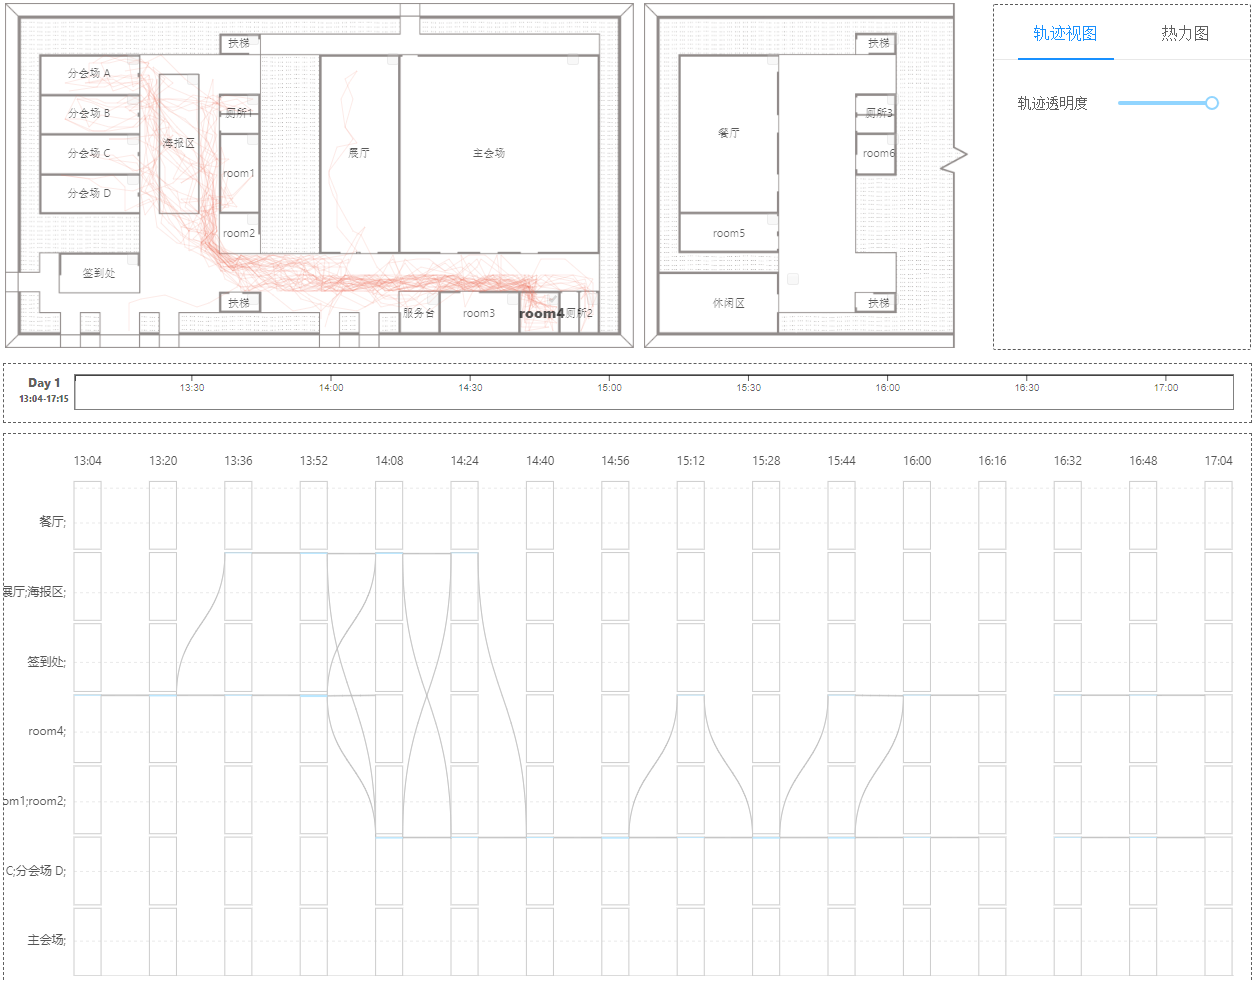 扶梯
扶梯
轨迹视图
热力图
分会场 A
分会场 B
分会场 C
分会场 D
海报区
厕所1
room1
room2
展厅
主会场
餐厅
厕所3
room6
room5
轨迹透明度
签到处
扶梯
服务台
room3
room4
厕所2
休闲区
扶梯
Day 1
13:04-17:15
13:30 14:00 14:30 15:00 15:30 16:00 16:30 17:00
13:04 13:20 13:36 13:52 14:08 14:24 14:40 14:56 15:12 15:28 15:44 16:00 16:16 16:32 16:48 17:04
餐厅;
展厅;海报区;
签到处;
room4;
om1;room2;
C;分会场 D;
主会场;